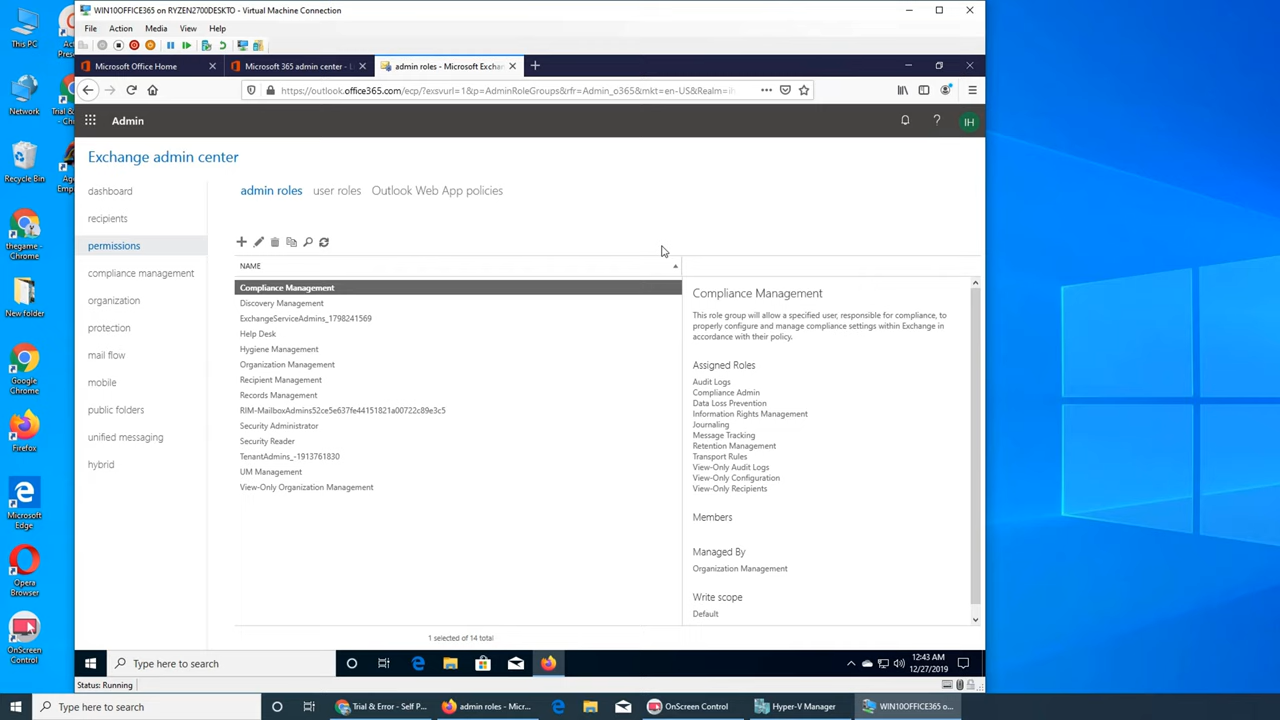 WIN10OFFICE365 on RYZEN2700DESKTO - Virtual Machine Connection
File Action Media View Help
Microsoft Office Home
Microsoft 365 admin center -
admin roles - Microsoft Exchan
https://outlook.office365.com/ecp/?exsvurl=1&p=AdminRoleGroups&rfr=Admin_o365&mkt=en-US&Realm=ih
Admin
IH
Exchange admin center
dashboard
recipients
permissions
compliance management
organization
protection
mail flow
mobile
public folders
unified messaging
hybrid
admin roles user roles Outlook Web App policies
NAME
Compliance Management
Discovery Management
ExchangeServiceAdmins_1798241569
Help Desk
Hygiene Management
Organization Management
Recipient Management
Records Management
RIM-MailboxAdmins52ce5e637fe44151821a00722c89e3c5
Security Administrator
Security Reader
TenantAdmins_-1913761830
UM Management
View-Only Organization Management
1 selected of 14 total
Compliance Management
This role group will allow a specified user, responsible for compliance, to
properly configure and manage compliance settings within Exchange in
accordance with their policy.
Assigned Roles
Audit Logs
Compliance Admin
Data Loss Prevention
Information Rights Management
Journaling
Message Tracking
Retention Management
Transport Rules
View-Only Audit Logs
View-Only Configuration
View-Only Recipients
Members
Managed By
Organization Management
Write scope
Default
Type here to search
12:43 AM
12/27/2019
Status: Running
This PC
Network
Recycle Bin
thegame -
Chrome
New folder
Google
Chrome
Firefox
Microsoft
Edge
Opera
Browser
OnScreen
Control
Type here to search
Trial & Error - Self P...
admin roles - Micr...
OnScreen Control
Hyper-V Manager
WIN10OFFICE365 o...